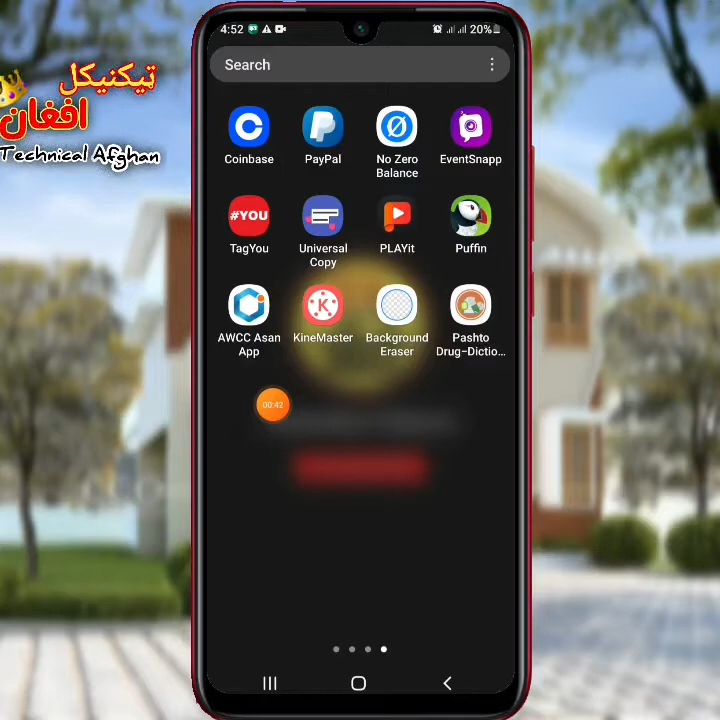 ټیکنیکل
افغان
Technical Afghan
4:52
20%
Search
Coinbase
PayPal
No Zero
Balance
EventSnapp
#YOU
TagYou
Universal
Copy
PLAYit
Puffin
AWCC Asan
App
K
KineMaster
Background
Eraser
Pashto
Drug-Dictio...
00:42